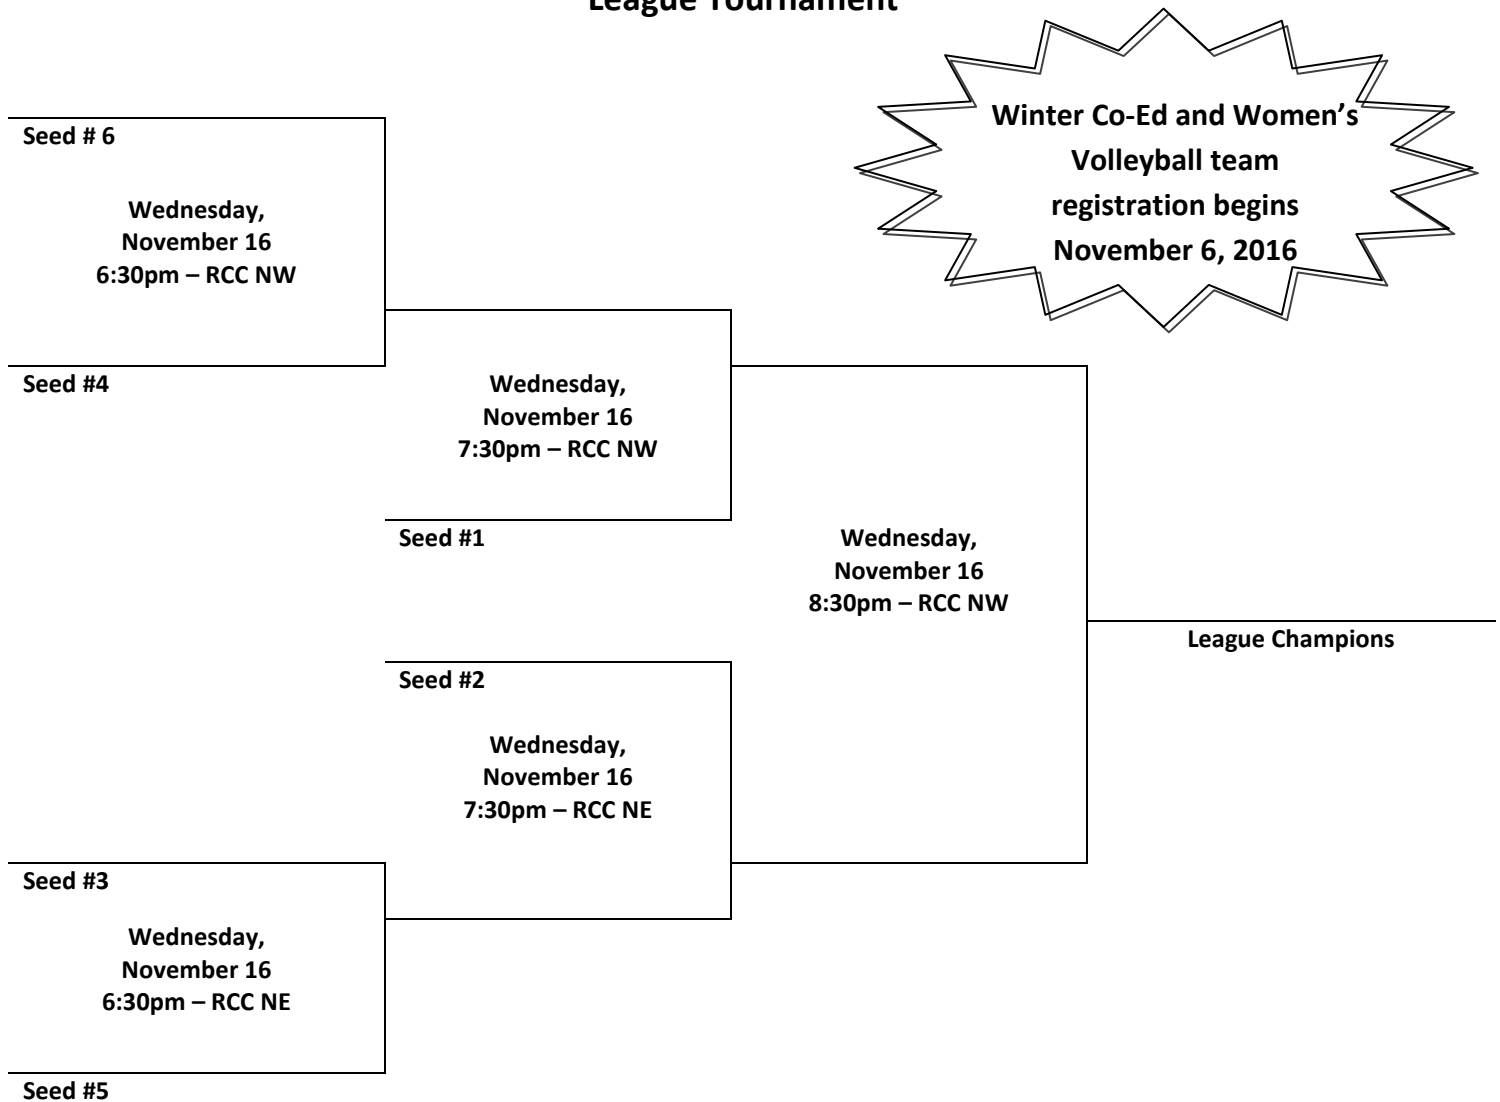 League Tournament
Winter Co-Ed and Women’s
Volleyball team
registration begins
November 6, 2016
Seed # 6
Wednesday,
November 16
6:30pm – RCC NW
Seed #4
Wednesday,
November 16
7:30pm – RCC NW
Seed #1
Wednesday,
November 16
8:30pm – RCC NW
League Champions
Seed #2
Wednesday,
November 16
7:30pm – RCC NE
Seed #3
Wednesday,
November 16
6:30pm – RCC NE
Seed #5